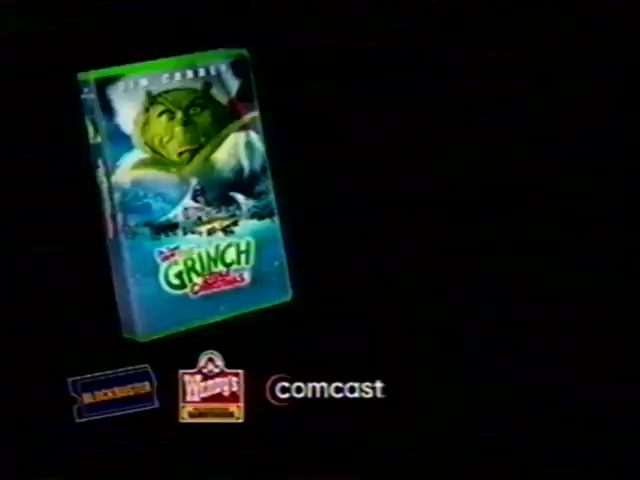 JIM CARREY
GRINCH
BLOCKBUSTER
Wendy's
comcast